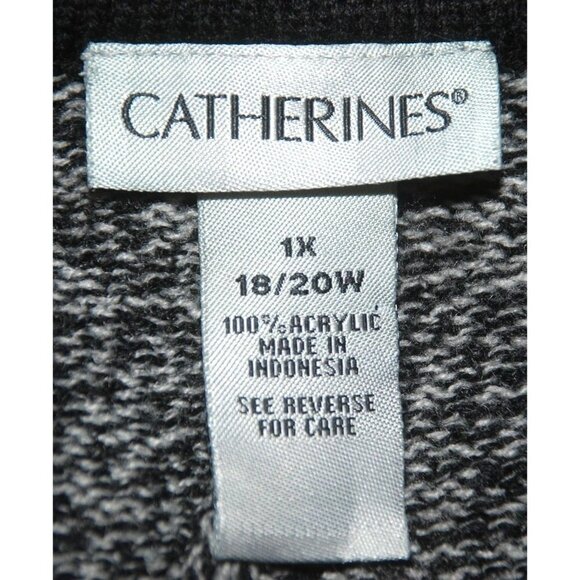 CATHERINES®
1X
18/20W
100% ACRYLIC
MADE IN
INDONESIA
SEE REVERSE
FOR CARE